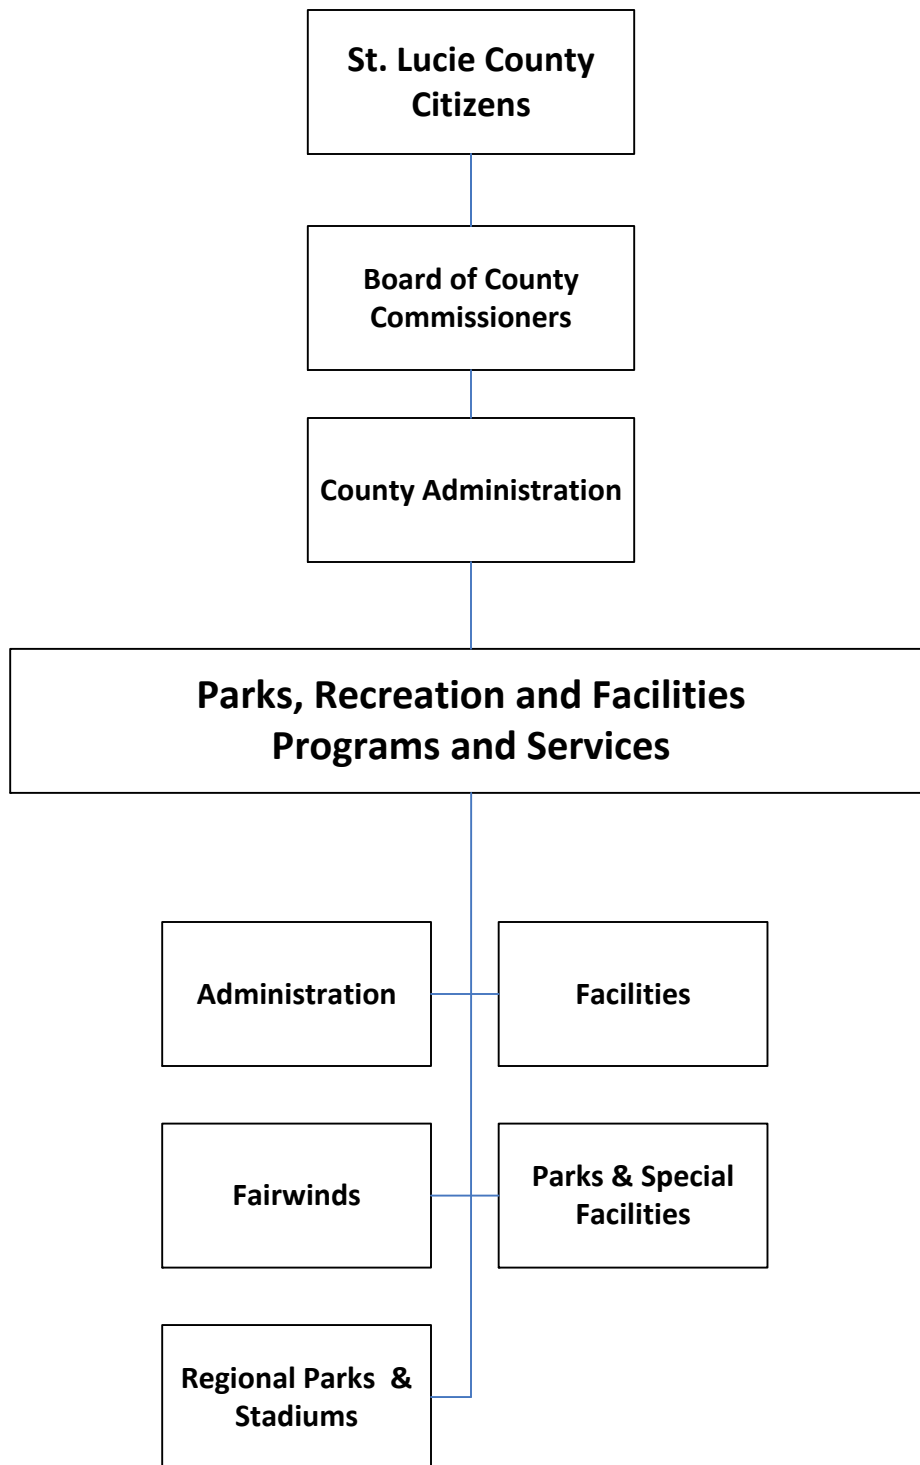 St. Lucie County
Citizens
Board of County
Commissioners
County Administration
Parks, Recreation and Facilities
Programs and Services
Administration
Facilities
Fairwinds
Parks & Special
Facilities
Regional Parks  &
Stadiums